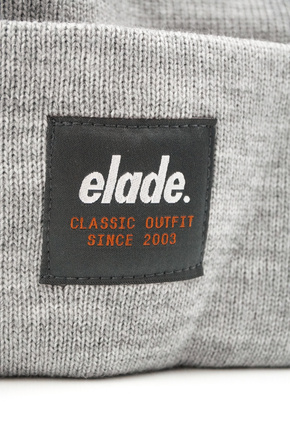 elade.
CLASSIC OUTFIT
SINCE 2003